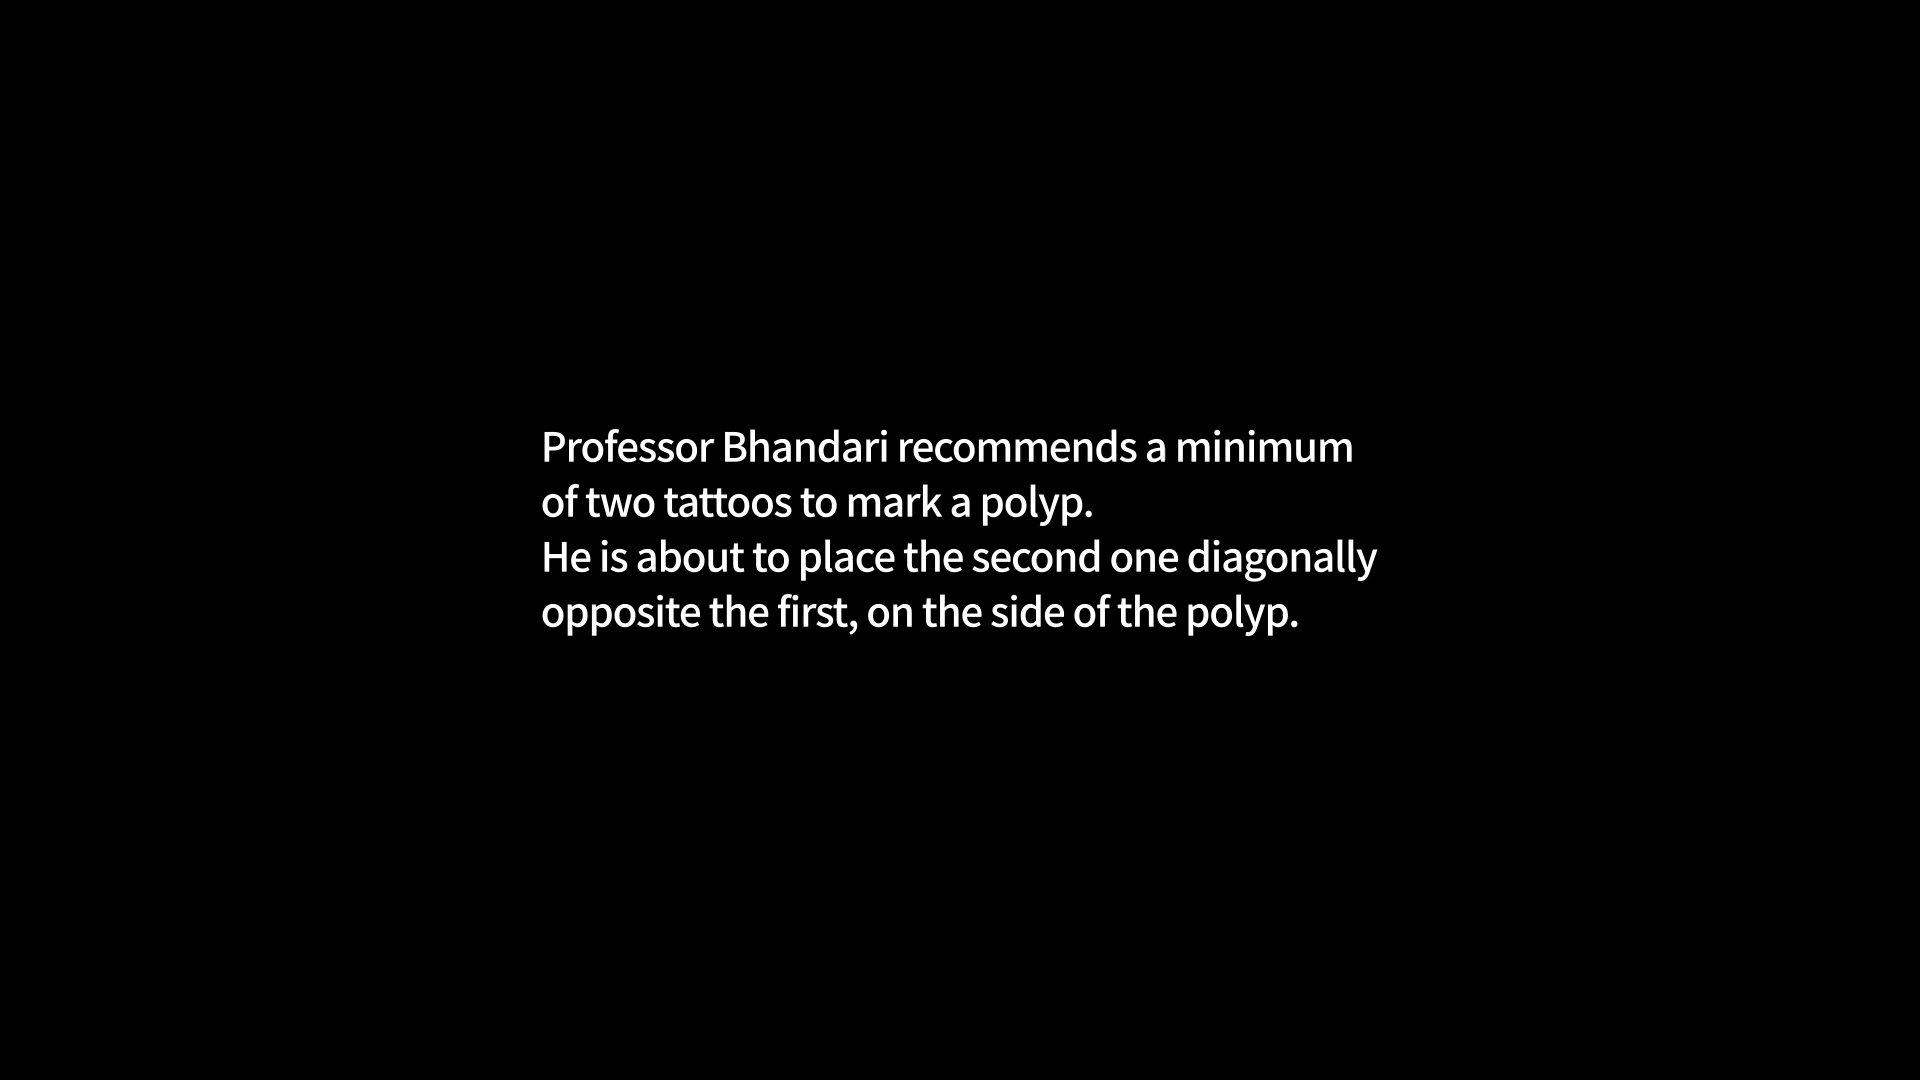 Professor Bhandari recommends a minimum
of two tattoos to mark a polyp.
He is about to place the second one diagonally
opposite the first, on the side of the polyp.